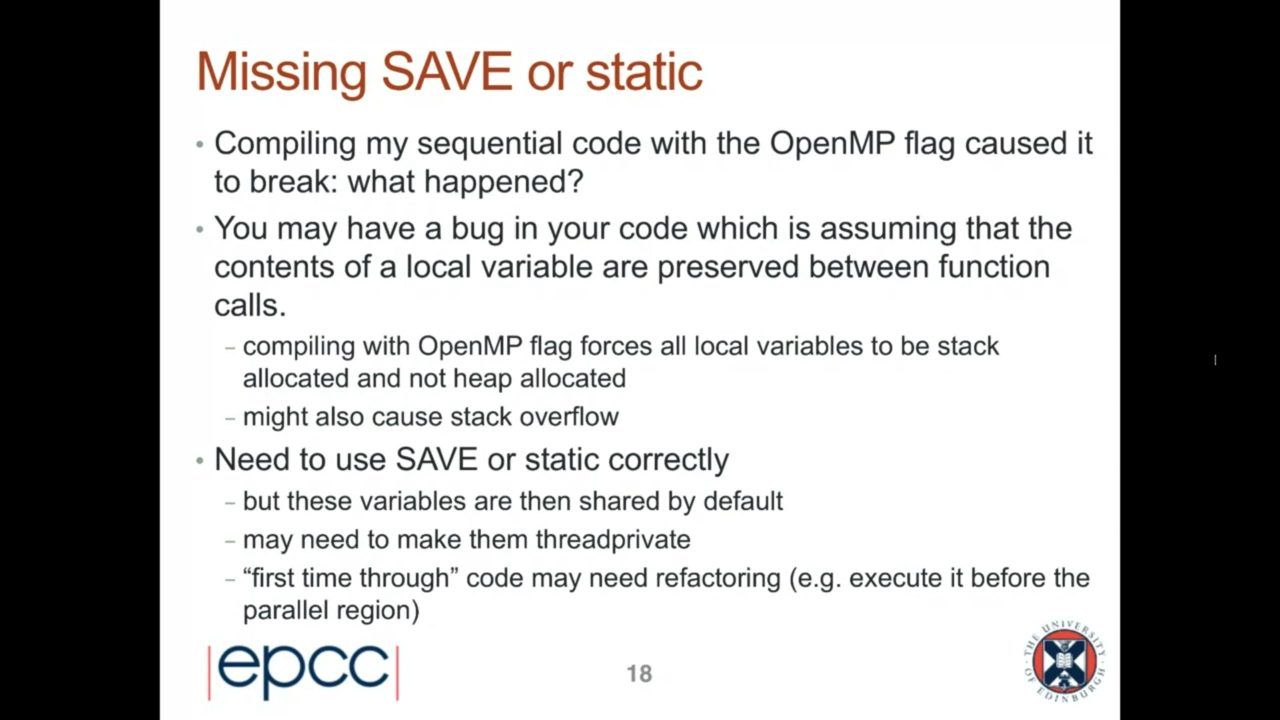 Missing SAVE or static
• Compiling my sequential code with the OpenMP flag caused it
to break: what happened?
• You may have a bug in your code which is assuming that the
contents of a local variable are preserved between function
calls.
– compiling with OpenMP flag forces all local variables to be stack
allocated and not heap allocated
– might also cause stack overflow
• Need to use SAVE or static correctly
– but these variables are then shared by default
– may need to make them threadprivate
– “first time through” code may need refactoring (e.g. execute it before the
parallel region)
|epcc|
18
THE UNIVERSITY
OF EDINBURGH